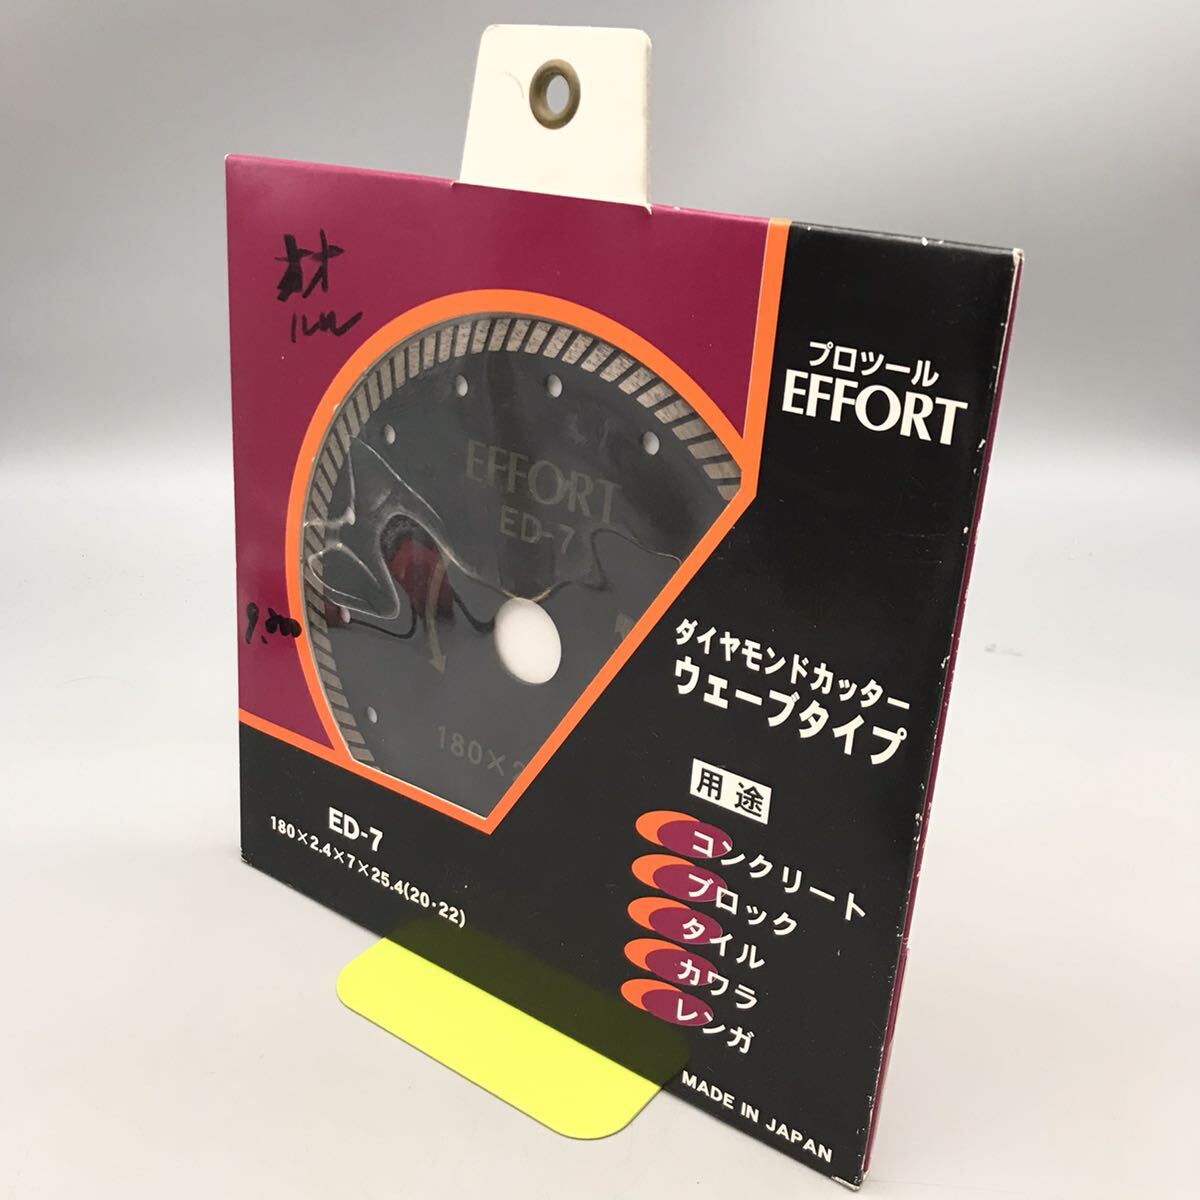 プロツール
EFFORT
EFFORT
ED-7
180×2
ダイヤモンドカッター
ウェーブタイプ
用途
コンクリート
ブロック
タイル
カワラ
レンガ
ED-7
180×2.4×7×25.4(20・22)
MADE IN JAPAN